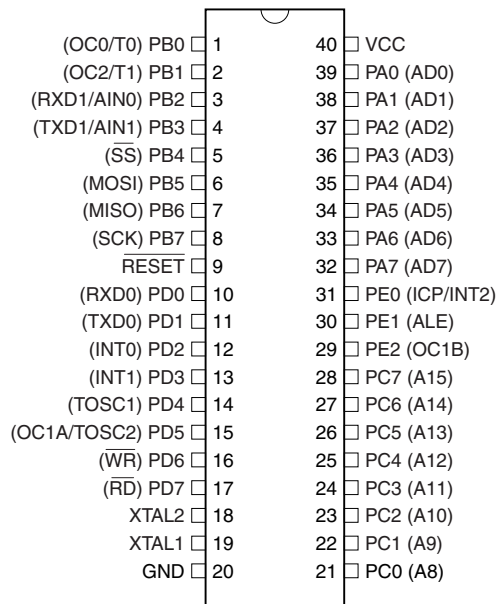 (OC0/T0) PB0 1 40 VCC
(OC2/T1) PB1 2 39 PA0 (AD0)
(RXD1/AIN0) PB2 3 38 PA1 (AD1)
(TXD1/AIN1) PB3 4 37 PA2 (AD2)
(S̅S̅) PB4 5 36 PA3 (AD3)
(MOSI) PB5 6 35 PA4 (AD4)
(MISO) PB6 7 34 PA5 (AD5)
(SCK) PB7 8 33 PA6 (AD6)
R̅E̅S̅E̅T̅ 9 32 PA7 (AD7)
(RXD0) PD0 10 31 PE0 (ICP/INT2)
(TXD0) PD1 11 30 PE1 (ALE)
(INT0) PD2 12 29 PE2 (OC1B)
(INT1) PD3 13 28 PC7 (A15)
(TOSC1) PD4 14 27 PC6 (A14)
(OC1A/TOSC2) PD5 15 26 PC5 (A13)
(W̅R̅) PD6 16 25 PC4 (A12)
(R̅D̅) PD7 17 24 PC3 (A11)
XTAL2 18 23 PC2 (A10)
XTAL1 19 22 PC1 (A9)
GND 20 21 PC0 (A8)